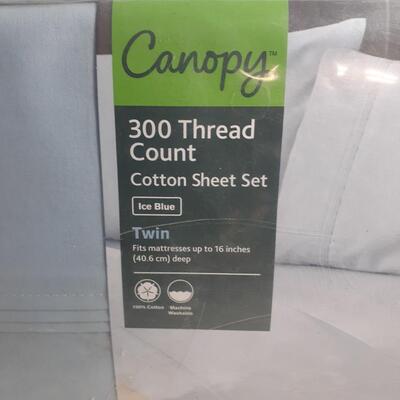 Canopy™
300 Thread
Count
Cotton Sheet Set
Ice Blue
Twin
Fits mattresses up to 16 inches
(40.6 cm) deep
100% Cotton
Machine
Washable